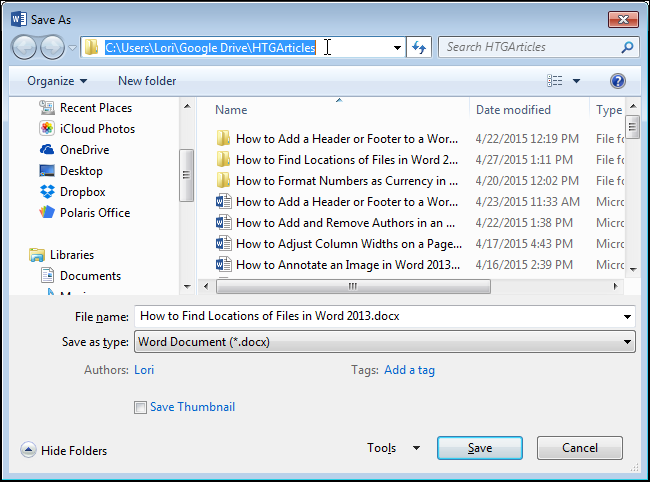 Save As
C:\Users\Lori\Google Drive\HTGArticles
Search HTGArticles
Organize
New folder
Recent Places
iCloud Photos
OneDrive
Desktop
Dropbox
Polaris Office
Libraries
Documents
Name Date modified Type
How to Add a Header or Footer to a Wor... 4/22/2015 12:19 PM File fo
How to Find Locations of Files in Word 2... 4/27/2015 1:11 PM File fo
How to Format Numbers as Currency in ... 4/20/2015 12:02 PM File fo
How to Add a Header or Footer to a Wor... 4/23/2015 11:33 AM Micro
How to Add and Remove Authors in an ... 4/22/2015 1:38 PM Micro
How to Adjust Column Widths on a Page... 4/17/2015 4:43 PM Micro
How to Annotate an Image in Word 2013... 4/16/2015 2:39 PM Micro
File name: How to Find Locations of Files in Word 2013.docx
Save as type: Word Document (*.docx)
Authors: Lori Tags: Add a tag
Save Thumbnail
Hide Folders Tools Save Cancel